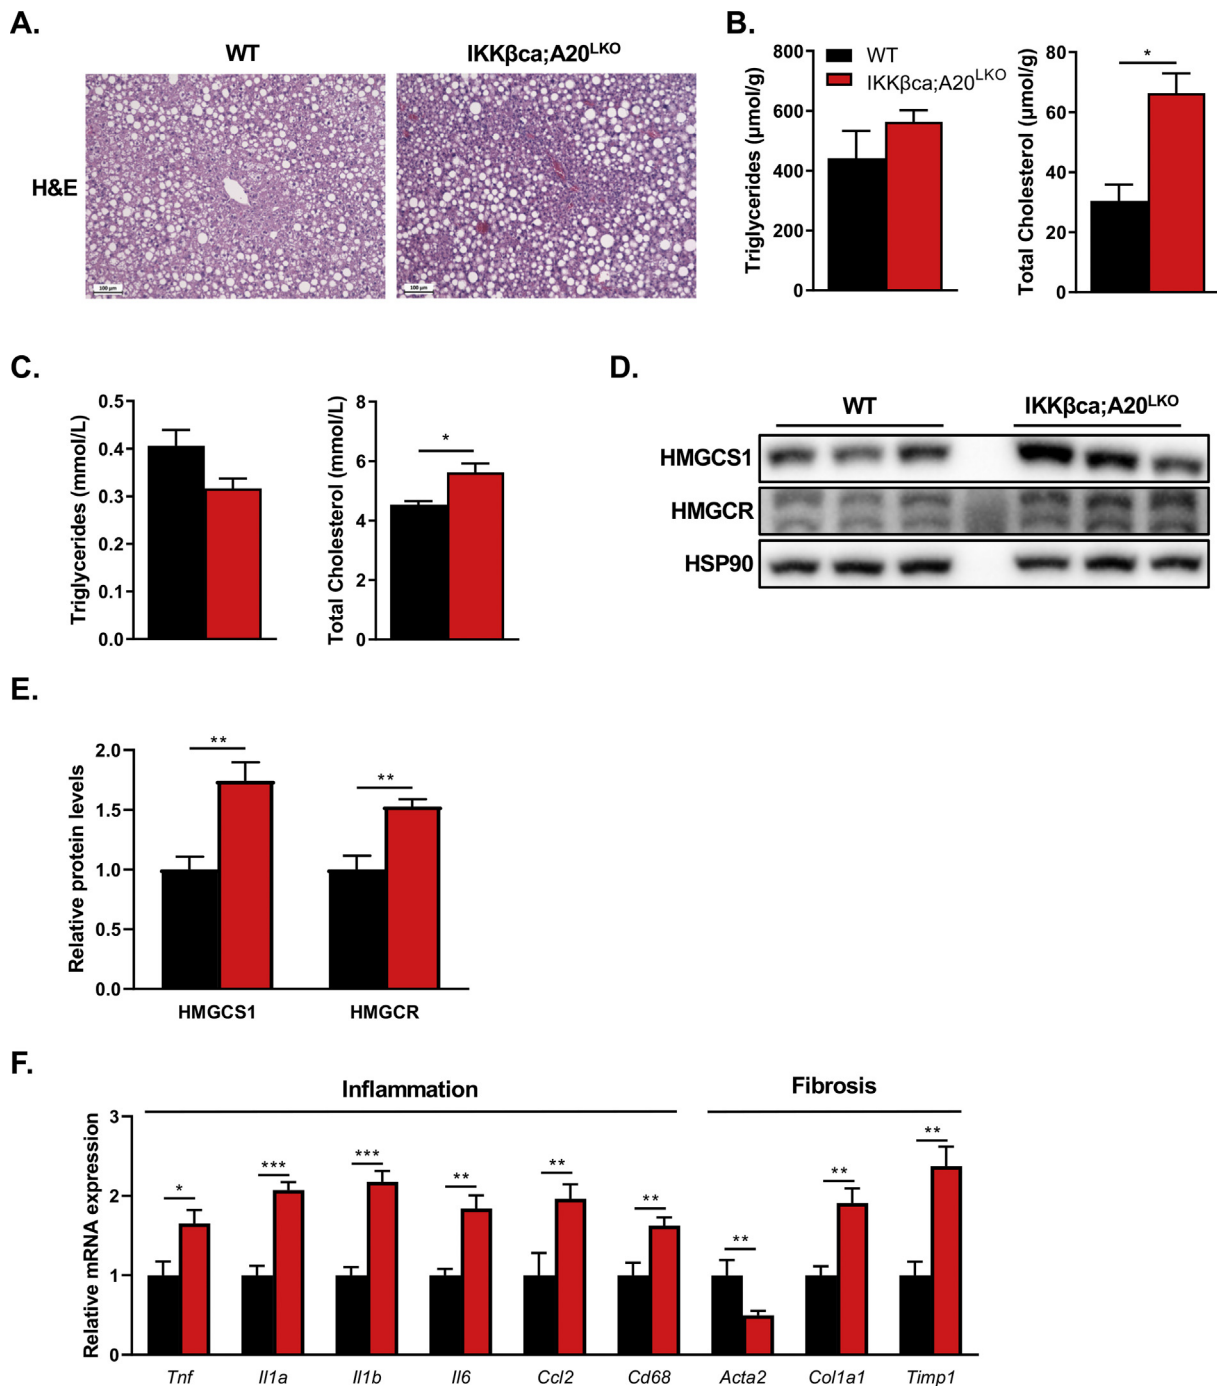 A.
WT
IKKβca;A20LKO
H&E
100 µm
100 µm
B.
Triglycerides (µmol/g)
800
600
400
200
0
WT
IKKβca;A20LKO
Total Cholesterol (µmol/g)
80
60
40
20
0
*
C.
Triglycerides (mmol/L)
0.5
0.4
0.3
0.2
0.1
0.0
Total Cholesterol (mmol/L)
8
6
4
2
0
*
D.
WT
IKKβca;A20LKO
HMGCS1
HMGCR
HSP90
E.
Relative protein levels
2.0
1.5
1.0
0.5
0.0
**
**
HMGCS1
HMGCR
F.
Inflammation
Fibrosis
Relative mRNA expression
3
2
1
0
*
***
***
**
**
**
**
**
**
Tnf
Il1a
Il1b
Il6
Ccl2
Cd68
Acta2
Col1a1
Timp1